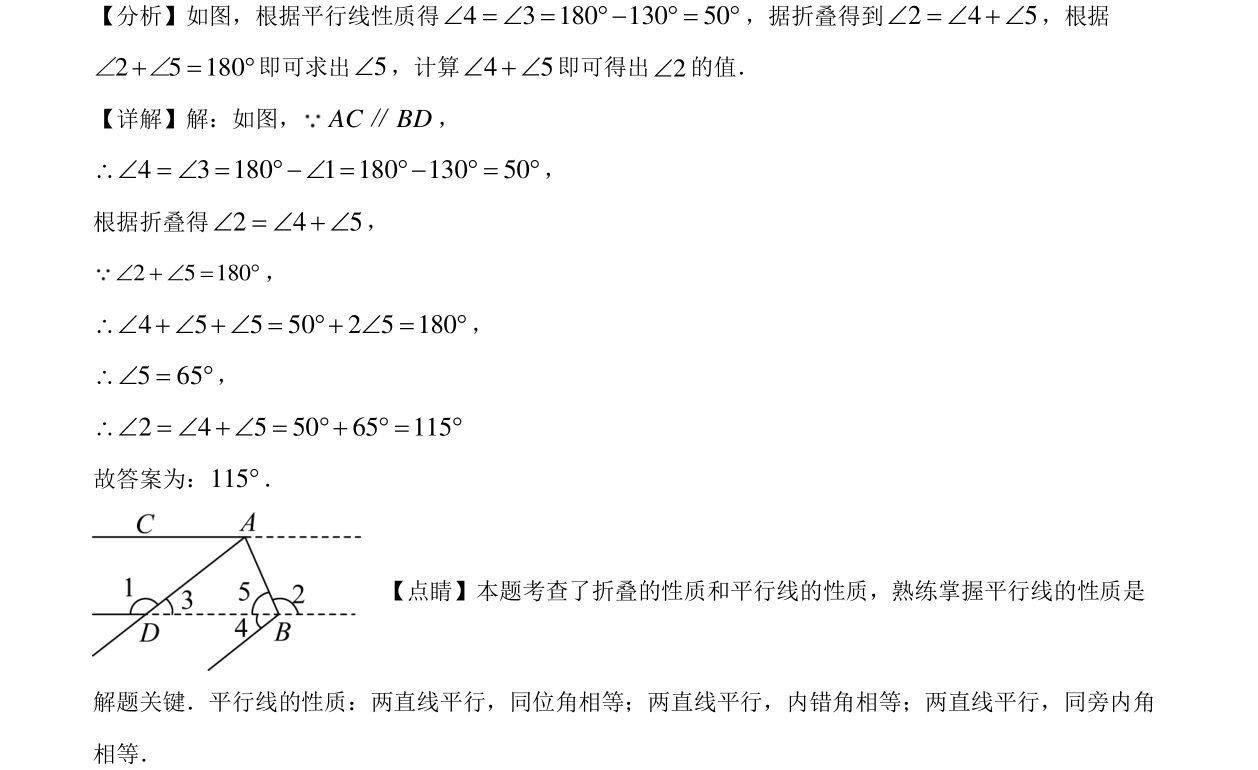 【分析】如图，根据平行线性质得∠4＝∠3＝180°−130°＝50°，据折叠得到∠2＝∠4+∠5，根据
∠2+∠5＝180°即可求出∠5，计算∠4+∠5即可得出∠2的值．
【详解】解：如图，∵AC∥BD，
∴∠4＝∠3＝180°−∠1＝180°−130°＝50°，
根据折叠得∠2＝∠4+∠5，
∵∠2+∠5＝180°，
∴∠4+∠5+∠5＝50°+2∠5＝180°，
∴∠5＝65°，
∴∠2＝∠4+∠5＝50°+65°＝115°
故答案为：115°．
C A
1 3 5 2
D 4 B
【点睛】本题考查了折叠的性质和平行线的性质，熟练掌握平行线的性质是
解题关键．平行线的性质：两直线平行，同位角相等；两直线平行，内错角相等；两直线平行，同旁内角
相等．